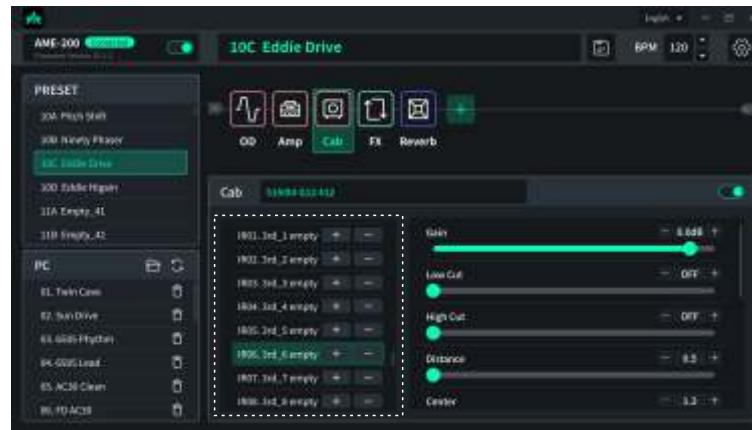 English
AME-200
10C Eddie Drive
BPM 120
PRESET
10A Pitch Shift
10B Ninety Phaser
10C Eddie Drive
10D Eddie Higain
11A Empty_41
11B Empty_42
OD Amp Cab FX Reverb
Cab
PC
01. Twin Cave
02. Sun Drive
03. 6505 Rhythm
04. 6505 Lead
05. AC30 Clean
06. FD AC30
IR01. 3rd_1 empty + -
IR02. 3rd_2 empty + -
IR03. 3rd_3 empty + -
IR04. 3rd_4 empty + -
IR05. 3rd_5 empty + -
IR06. 3rd_6 empty + -
IR07. 3rd_7 empty + -
IR08. 3rd_8 empty + -
Gain - 0.0dB +
Low Cut - OFF +
High Cut - OFF +
Distance - 0.5 +
Center